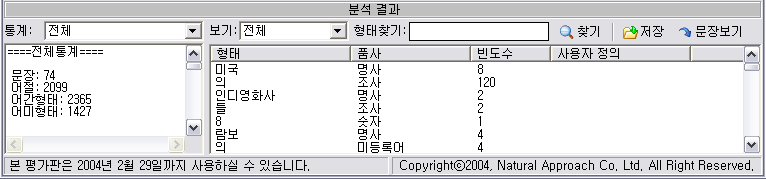 분석 결과
통계: 전체 보기: 전체 형태찾기: 찾기 저장 문장보기
====전체통계====
문장: 74
어절: 2099
어간형태: 2365
어미형태: 1427
형태 품사 빈도수 사용자 정의
미국 명사 8
의 조사 120
인디영화사 명사 2
들 조사 2
8 숫자 1
람보 명사 4
의 미등록어 4
본 평가판은 2004년 2월 29일까지 사용하실 수 있습니다. Copyright©2004, Natural Approach Co, Ltd, All Right Reserved,